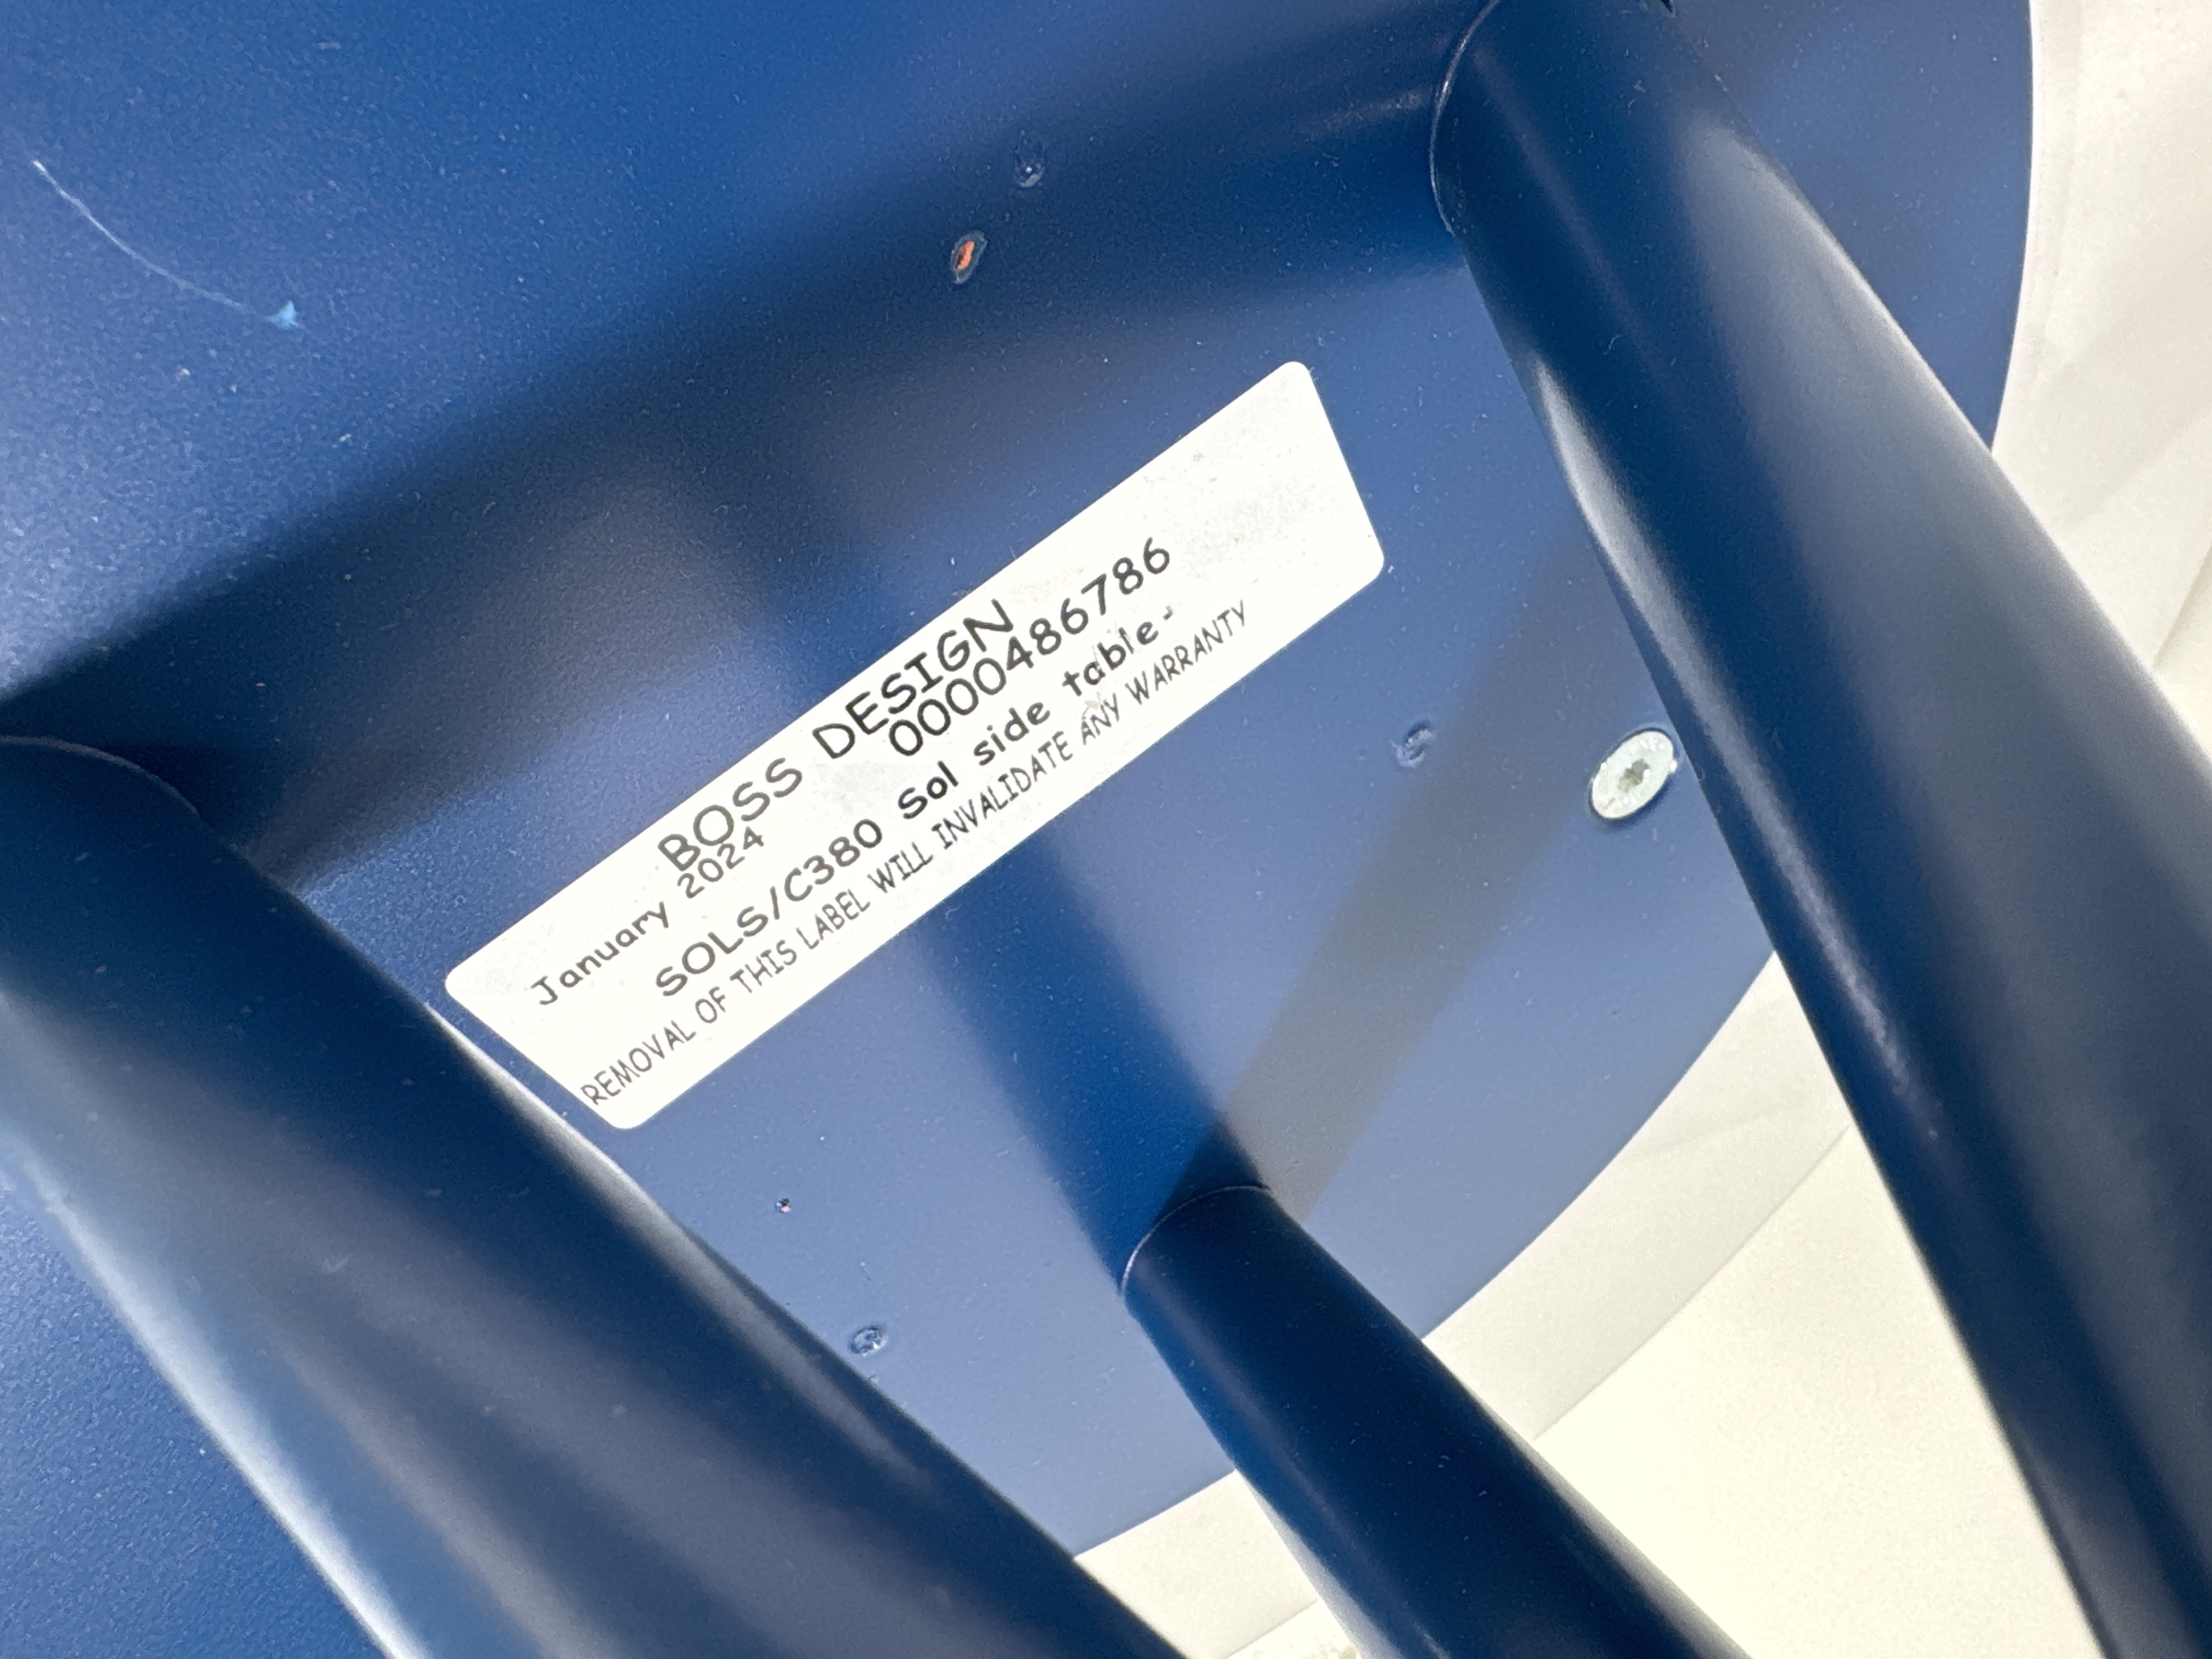 BOSS DESIGN
January 2024 0000486786
SOLS/C380 Sol side table-
REMOVAL OF THIS LABEL WILL INVALIDATE ANY WARRANTY